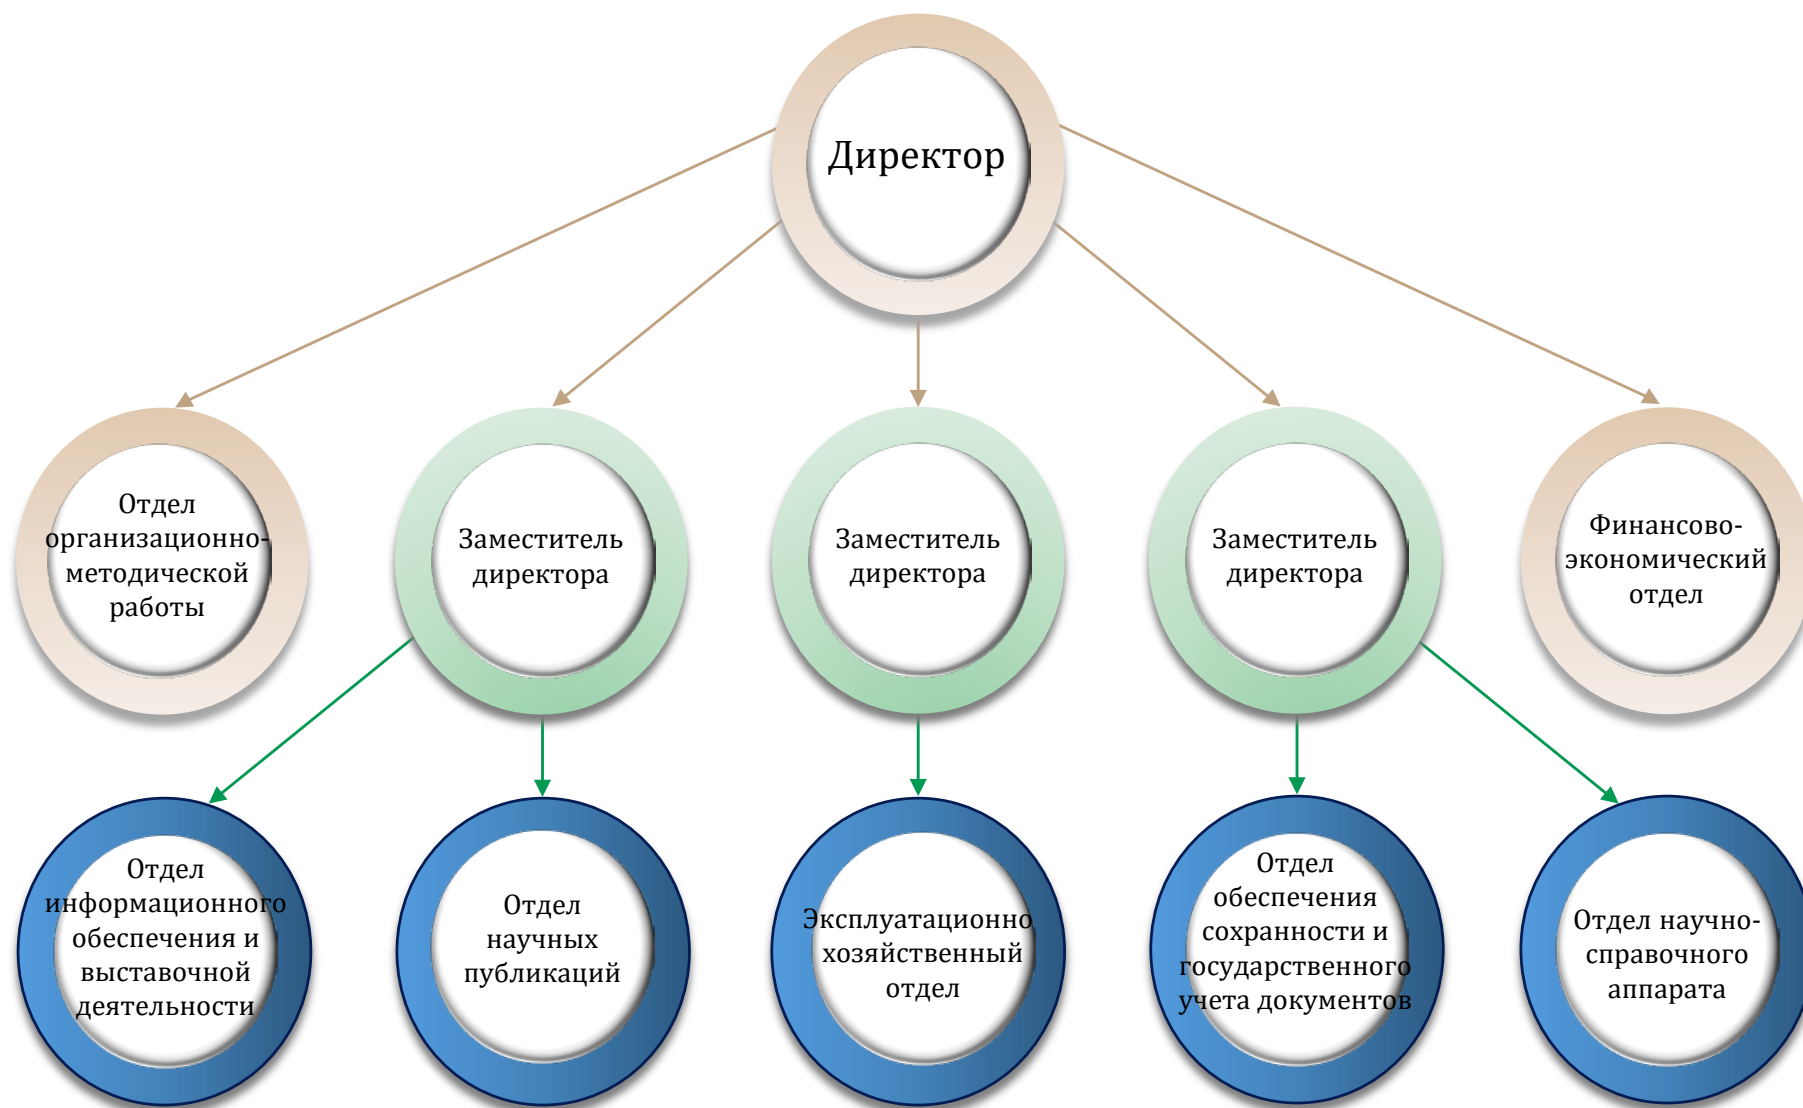 Директор
Отдел
организационно-
методической
работы
Заместитель
директора
Заместитель
директора
Заместитель
директора
Финансово-
экономический
отдел
Отдел
информационного
обеспечения и
выставочной
деятельности
Отдел
научных
публикаций
Эксплуатационно
хозяйственный
отдел
Отдел
обеспечения
сохранности и
государственного
учета документов
Отдел научно-
справочного
аппарата